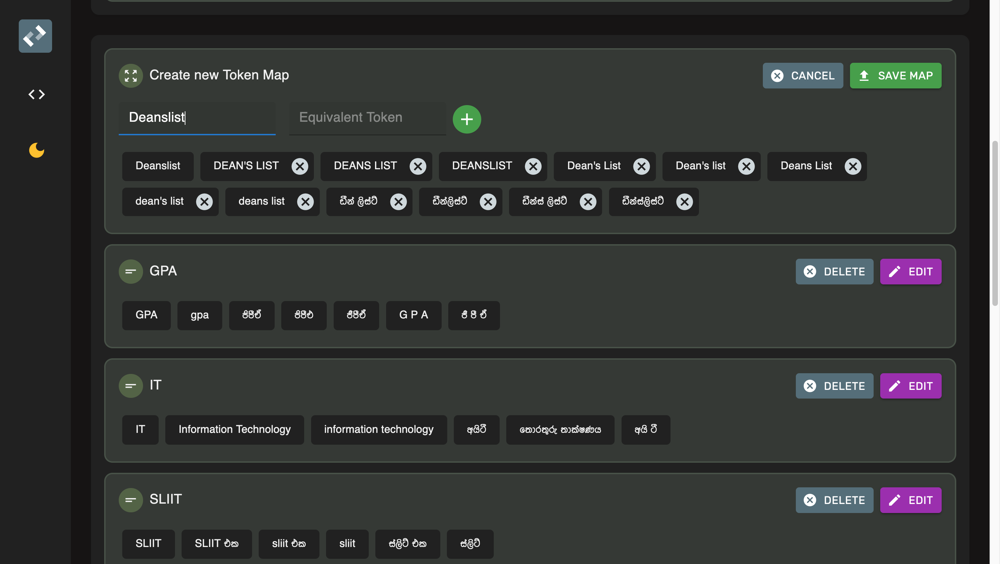 Create new Token Map
CANCEL
SAVE MAP
Deanslist
Equivalent Token
Deanslist
DEAN'S LIST
DEANS LIST
DEANSLIST
Dean's List
Dean's list
Deans List
dean's list
deans list
ඩීන් ලිස්ට්
ඩීන්ලිස්ට්
ඩීන්ස් ලිස්ට්
ඩීන්ස්ලිස්ට්
GPA
DELETE
EDIT
GPA
gpa
ජිපීඒ
ජිපීඑ
ජීපීඒ
G P A
ජී පී ඒ
IT
DELETE
EDIT
IT
Information Technology
information technology
අයිටී
තොරතුරු තාක්ෂණය
අයි ටී
SLIIT
DELETE
EDIT
SLIIT
SLIIT එක
sliit එක
sliit
ස්ලිට් එක
ස්ලිට්